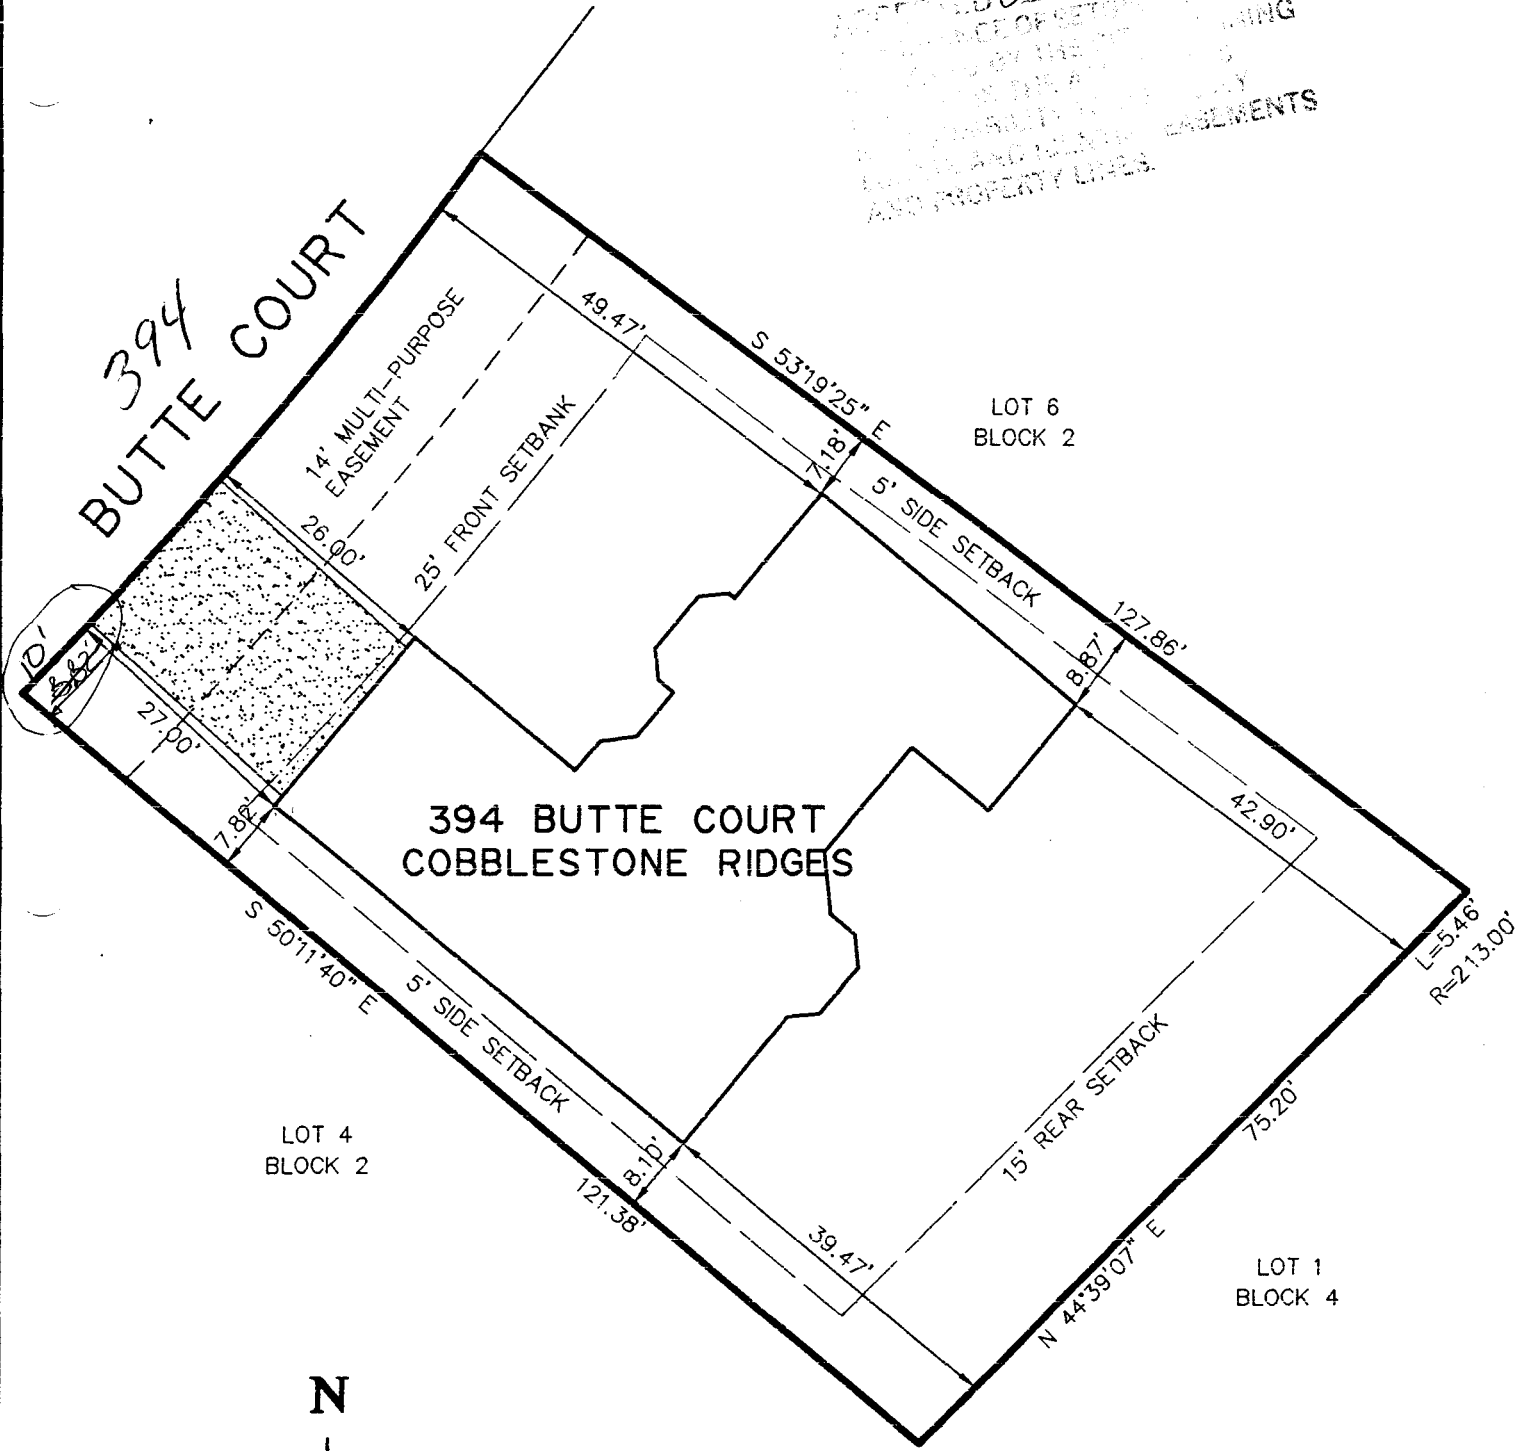 OF SETB
EASEMENTS
AND PROPERTY LINES.
394
BUTTE COURT
14' MULTI-PURPOSE
EASEMENT
25' FRONT SETBANK
49.47'
S 53°19'25" E
127.86'
LOT 6
BLOCK 2
7.18'
5' SIDE SETBACK
26.00'
10'
27.00'
7.82'
8.87'
42.90'
394 BUTTE COURT
COBBLESTONE RIDGES
L=5.46'
R=213.00'
S 50°11'40" E
121.38'
5' SIDE SETBACK
LOT 4
BLOCK 2
8.10'
39.47'
15' REAR SETBACK
75.20'
N 44°39'07" E
LOT 1
BLOCK 4
N